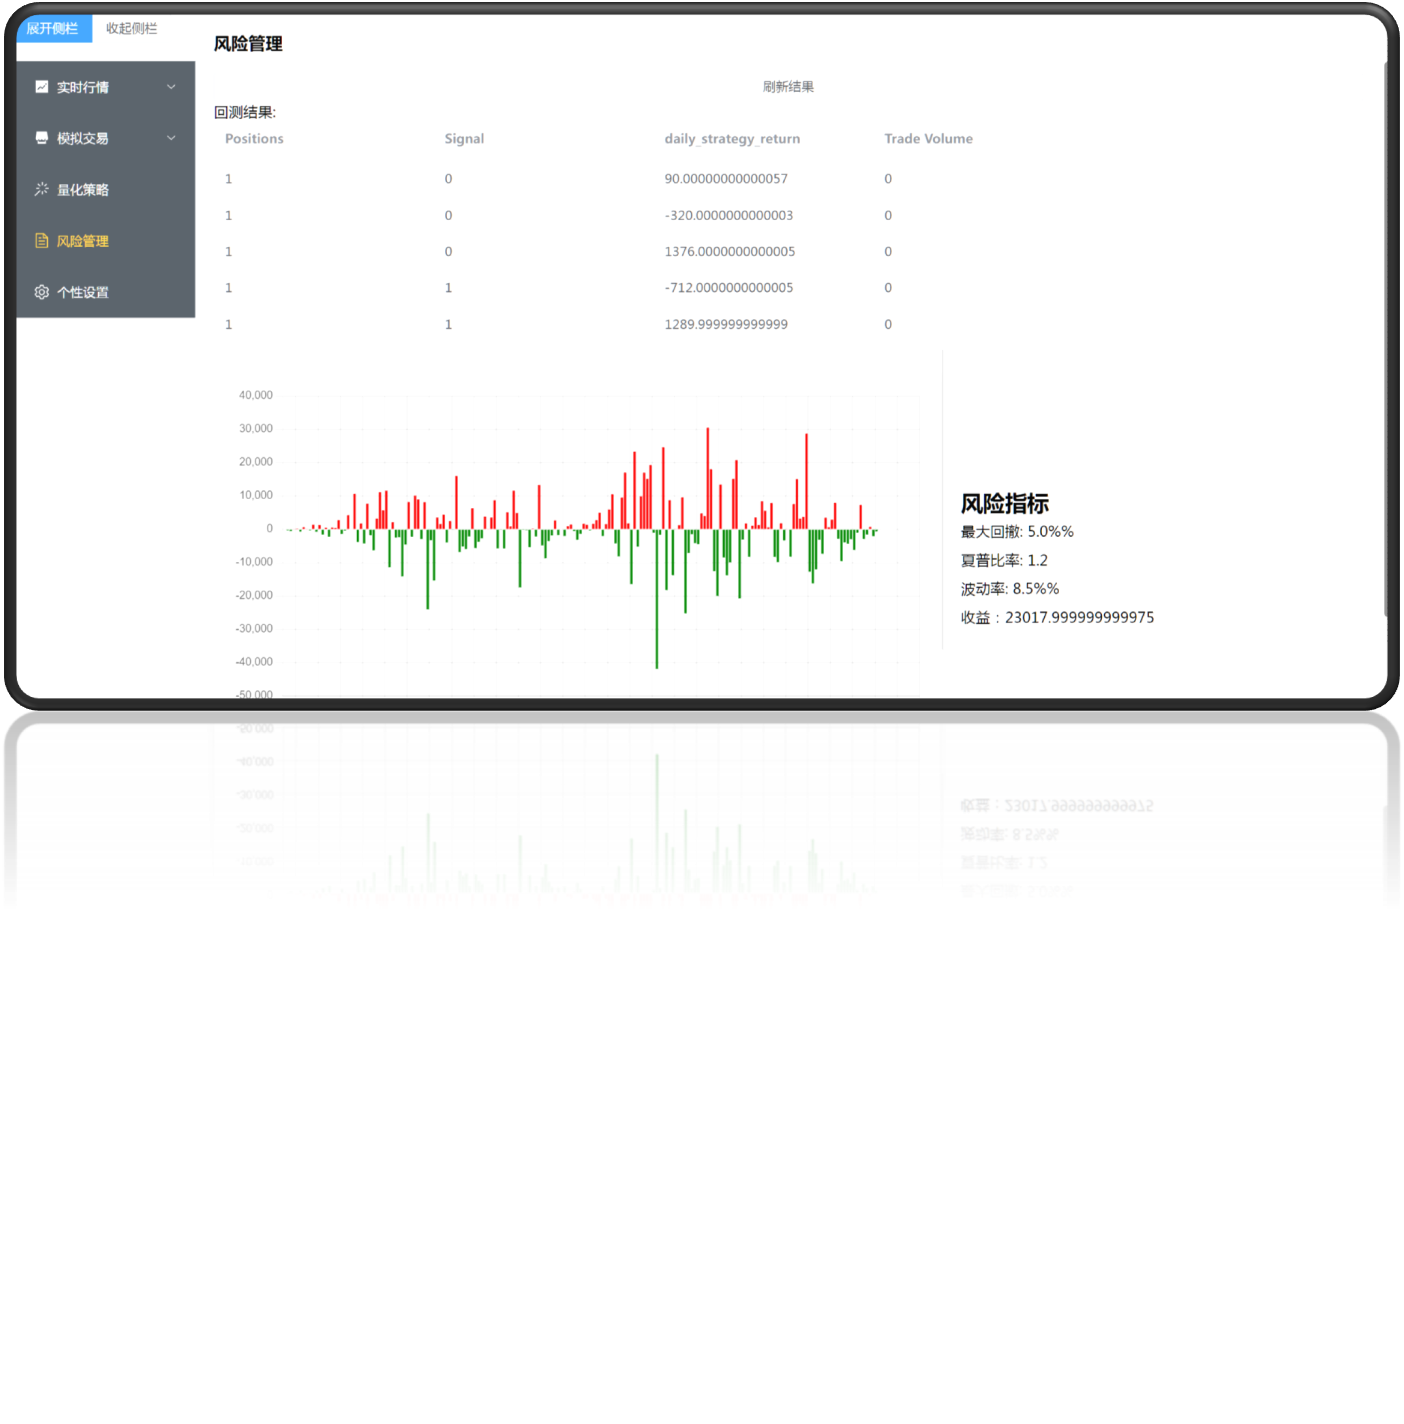 展开侧栏 收起侧栏
实时行情
模拟交易
量化策略
风险管理
个性设置
风险管理
刷新结果
回测结果:
Positions Signal daily_strategy_return Trade Volume
1 0 90.00000000000057 0
1 0 -320.0000000000003 0
1 0 1376.0000000000005 0
1 1 -712.0000000000005 0
1 1 1289.999999999999 0
40,000
30,000
20,000
10,000
0
-10,000
-20,000
-30,000
-40,000
-50,000
风险指标
最大回撤: 5.0%%
夏普比率: 1.2
波动率: 8.5%%
收益：23017.999999999975